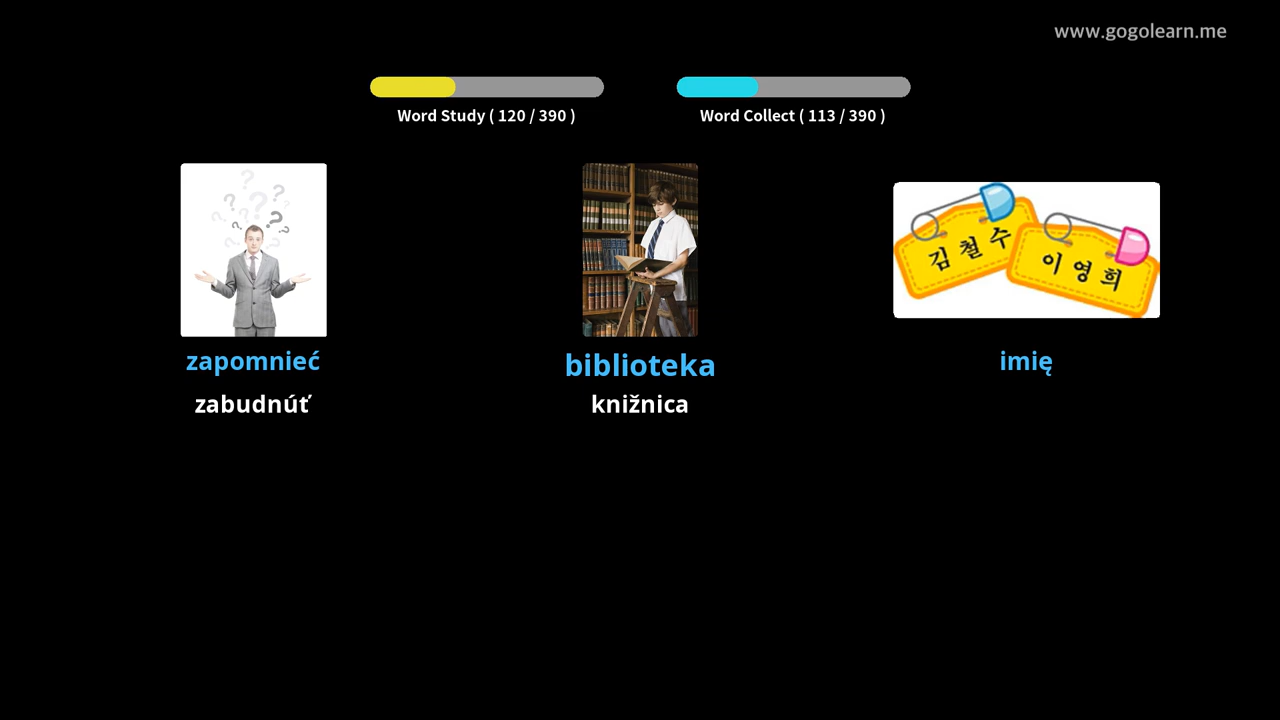 www.gogolearn.me
Word Study ( 120 / 390 )
Word Collect ( 113 / 390 )
김철수
이영희
zapomnieć
biblioteka
imię
zabudnúť
knižnica